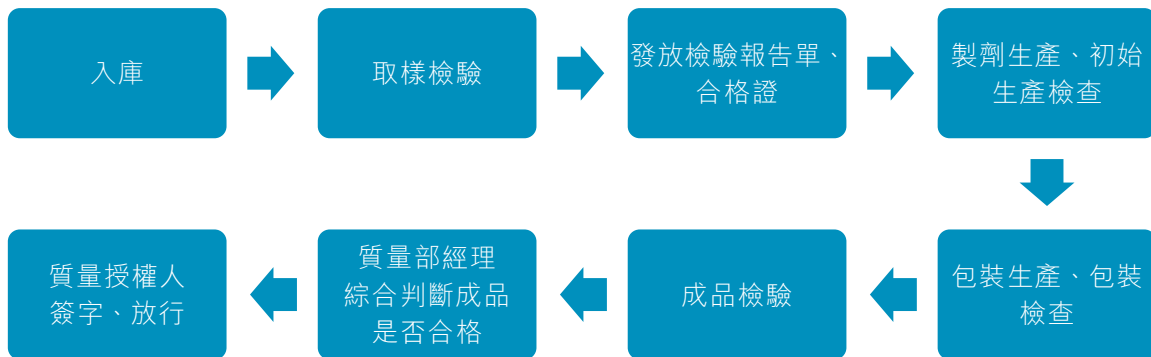 入庫
取樣檢驗
發放檢驗報告單、
合格證
製劑生產、初始
生產檢查
包裝生產、包裝
檢查
成品檢驗
質量部經理
綜合判斷成品
是否合格
質量授權人
簽字、放行